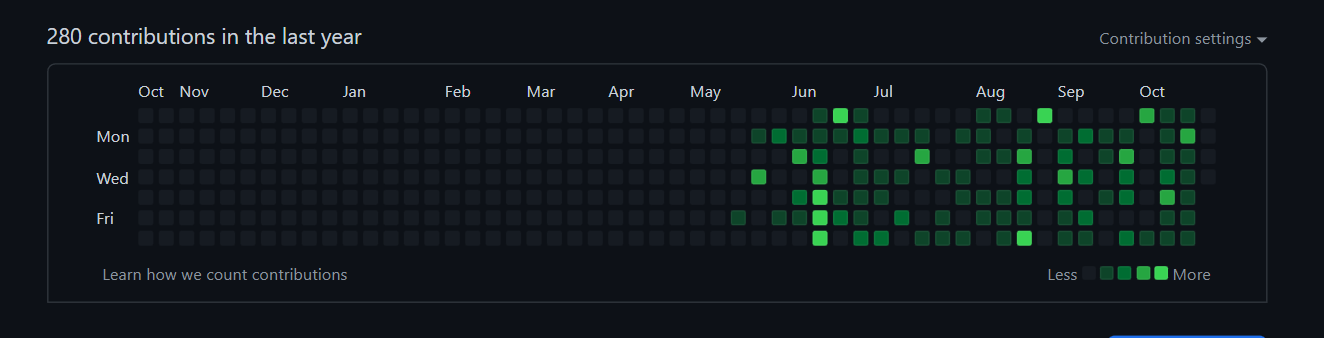 280 contributions in the last year
Contribution settings
Oct Nov Dec Jan Feb Mar Apr May Jun Jul Aug Sep Oct
Mon
Wed
Fri
Learn how we count contributions
Less More